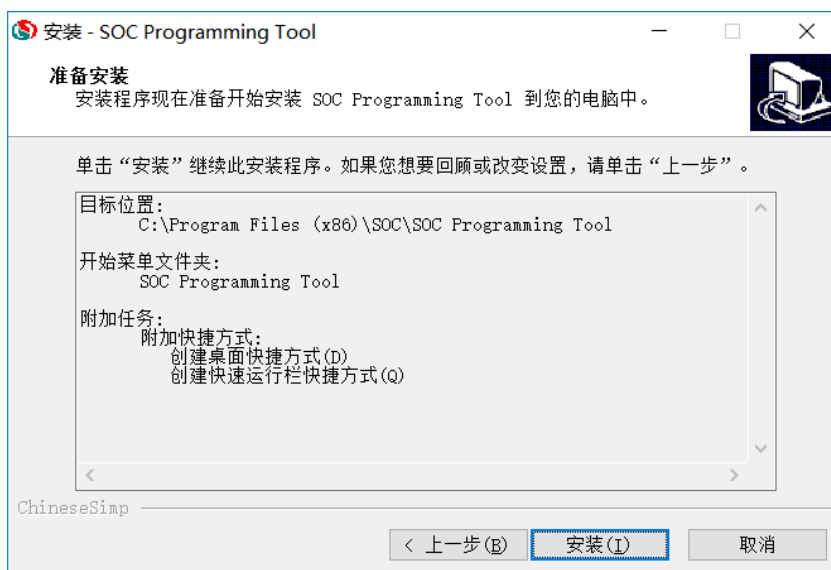 安装 - SOC Programming Tool
准备安装
安装程序现在准备开始安装 SOC Programming Tool 到您的电脑中。
单击“安装”继续此安装程序。如果您想要回顾或改变设置，请单击“上一步”。
目标位置:
C:\Program Files (x86)\SOC\SOC Programming Tool
开始菜单文件夹:
SOC Programming Tool
附加任务:
附加快捷方式:
创建桌面快捷方式(D)
创建快速运行栏快捷方式(Q)
ChineseSimp
< 上一步(B) 安装(I) 取消